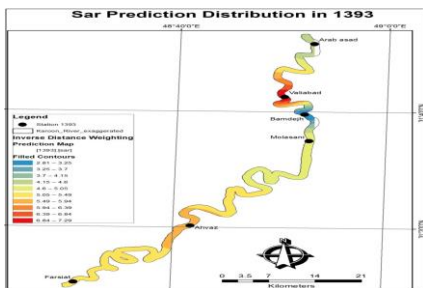 Sar Prediction Distribution in 1393
48°40'0"E
49°0'0"E
Arab asad
Valiabad
Bamdejh
Molasani
Ahvaz
Farsiat
Legend
Station 1393
Karoon_River_exaggerated
Inverse Distance Weighting
Prediction Map
[1393].[sar]
Filled Contours
2.81 – 3.25
3.25 – 3.7
3.7 – 4.15
4.15 – 4.6
4.6 – 5.05
5.05 – 5.49
5.49 – 5.94
5.94 – 6.39
6.39 – 6.84
6.84 – 7.29
0 3.5 7 14 21
Kilometers